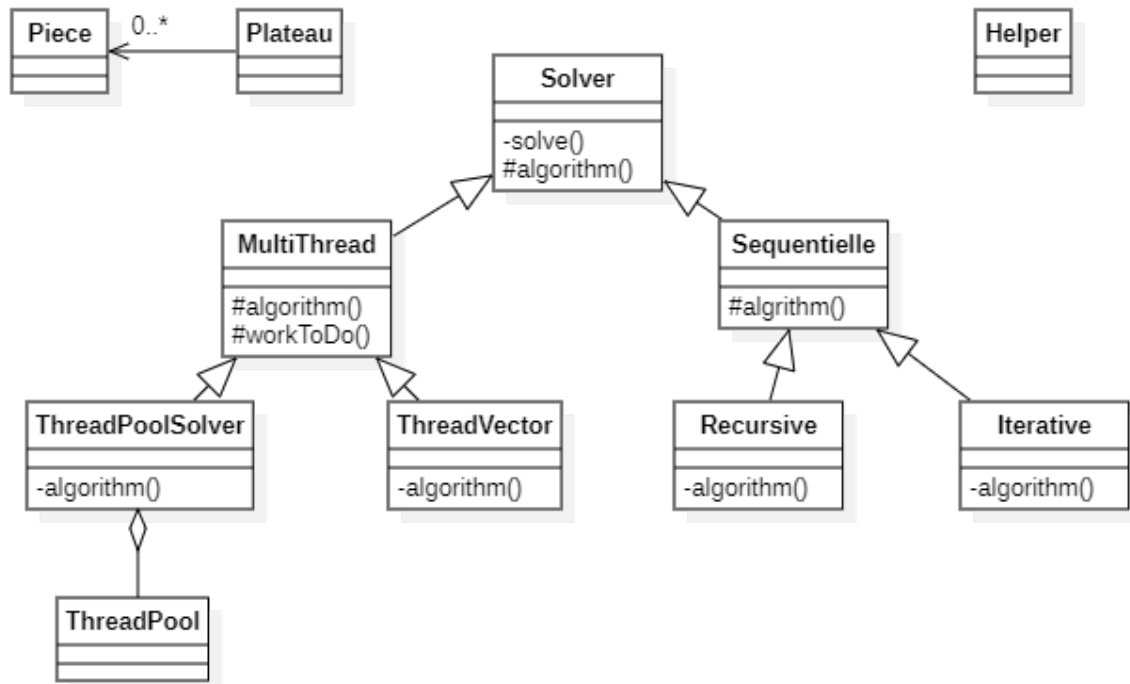 Piece
0..*
Plateau
Helper
Solver
-solve()
#algorithm()
MultiThread
#algorithm()
#workToDo()
Sequentielle
#algrithm()
ThreadPoolSolver
-algorithm()
ThreadVector
-algorithm()
Recursive
-algorithm()
Iterative
-algorithm()
ThreadPool